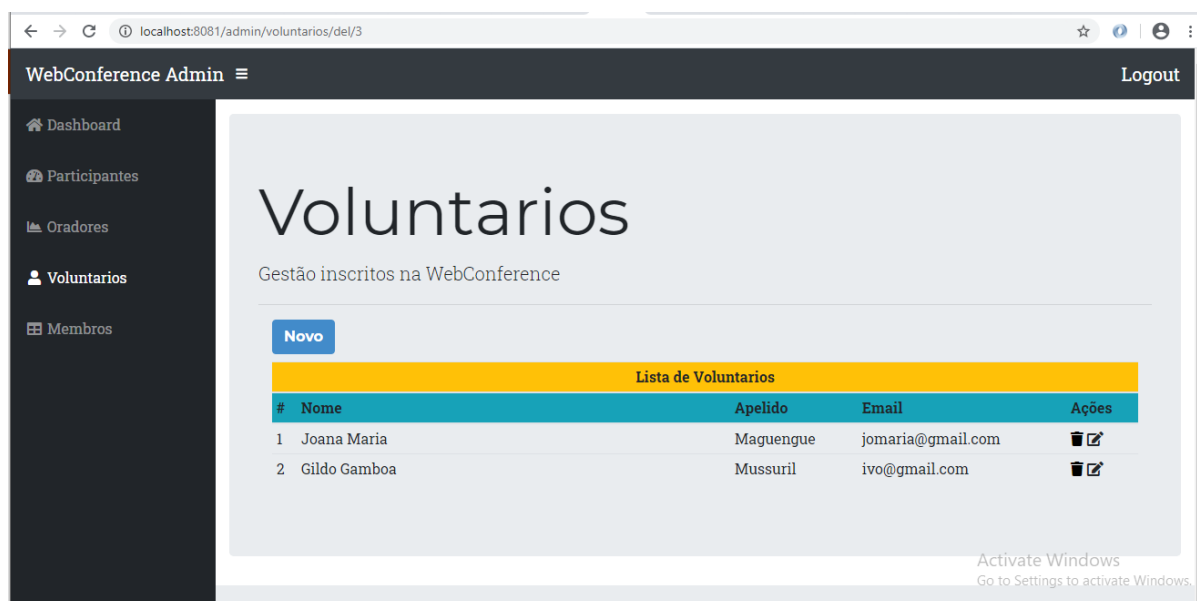 localhost:8081/admin/voluntarios/del/3
WebConference Admin
Logout
Dashboard
Participantes
Oradores
Voluntarios
Membros
Voluntarios
Gestão inscritos na WebConference
Novo
Lista de Voluntarios
# Nome Apelido Email Ações
1 Joana Maria Maguengue jomaria@gmail.com
2 Gildo Gamboa Mussuril ivo@gmail.com
Activate Windows
Go to Settings to activate Windows.